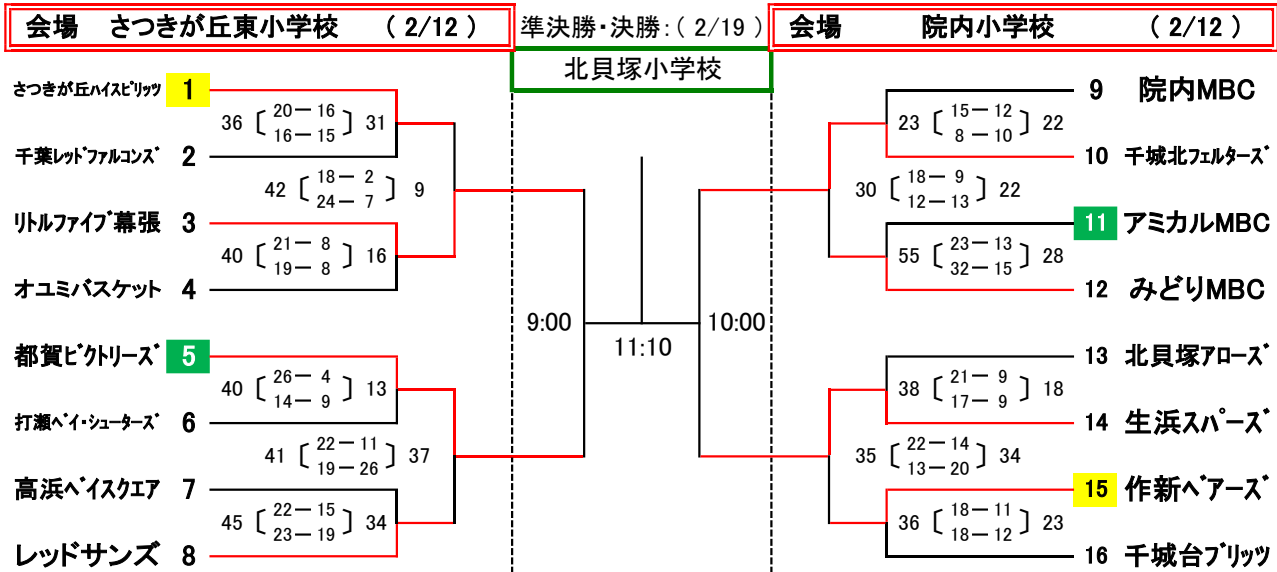 会場 さつきが丘東小学校 ( 2/12 )
準決勝・決勝:( 2/19 )
会場 院内小学校 ( 2/12 )
北貝塚小学校
さつきが丘ハイスピリッツ 1
36 〔 20－16 16－15 〕 31
千葉レッドファルコンズ 2
42 〔 18－2 24－7 〕 9
リトルファイブ幕張 3
40 〔 21－8 19－8 〕 16
オユミバスケット 4
都賀ビクトリーズ 5
40 〔 26－4 14－9 〕 13
打瀬ベイ・シューターズ 6
41 〔 22－11 19－26 〕 37
高浜ベイスクエア 7
45 〔 22－15 23－19 〕 34
レッドサンズ 8
9:00
11:10
10:00
9 院内MBC
23 〔 15－12 8－10 〕 22
10 千城北フェルターズ
30 〔 18－9 12－13 〕 22
11 アミカルMBC
55 〔 23－13 32－15 〕 28
12 みどりMBC
13 北貝塚アローズ
38 〔 21－9 17－9 〕 18
14 生浜スパーズ
35 〔 22－14 13－20 〕 34
15 作新ベアーズ
36 〔 18－11 18－12 〕 23
16 千城台ブリッツ